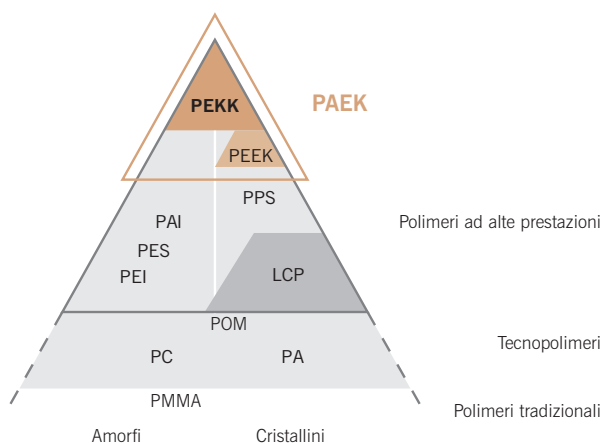 PEKK
PAEK
PEEK
PPS
PAI
Polimeri ad alte prestazioni
PES
PEI
LCP
POM
Tecnopolimeri
PC
PA
PMMA
Polimeri tradizionali
Amorfi
Cristallini